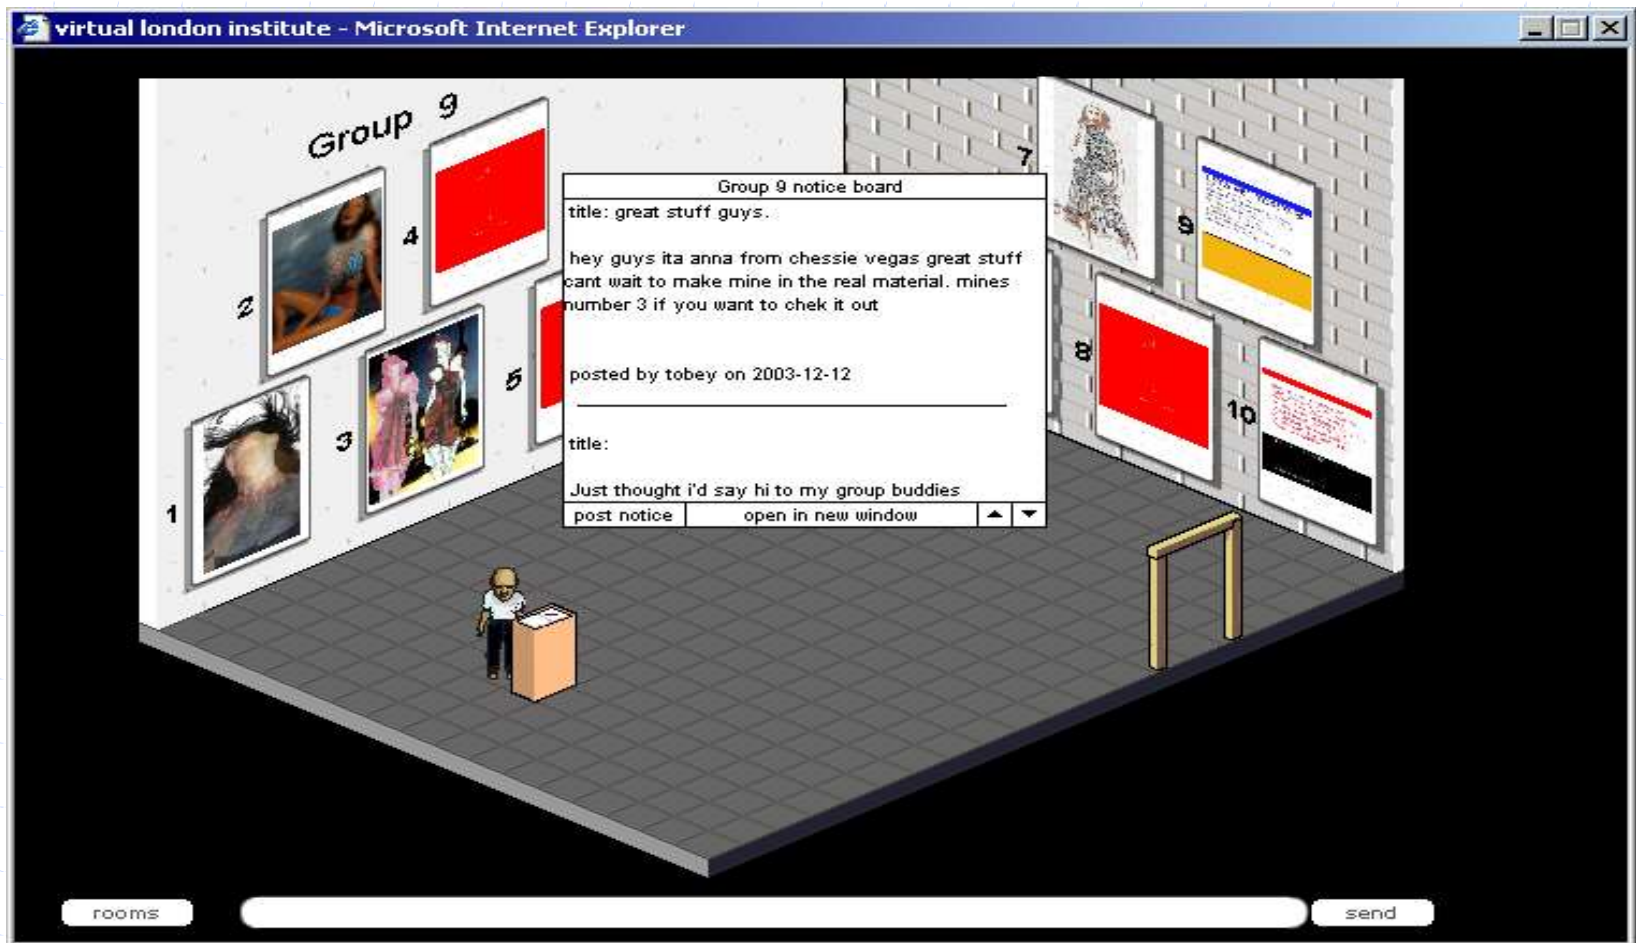 virtual london institute - Microsoft Internet Explorer
Group 9
7
4
9
2
8
5
10
3
1
Group 9 notice board
title: great stuff guys.
hey guys ita anna from chessie vegas great stuff
cant wait to make mine in the real material. mines
number 3 if you want to chek it out
posted by tobey on 2003-12-12
title:
Just thought i'd say hi to my group buddies
post notice
open in new window
rooms
send